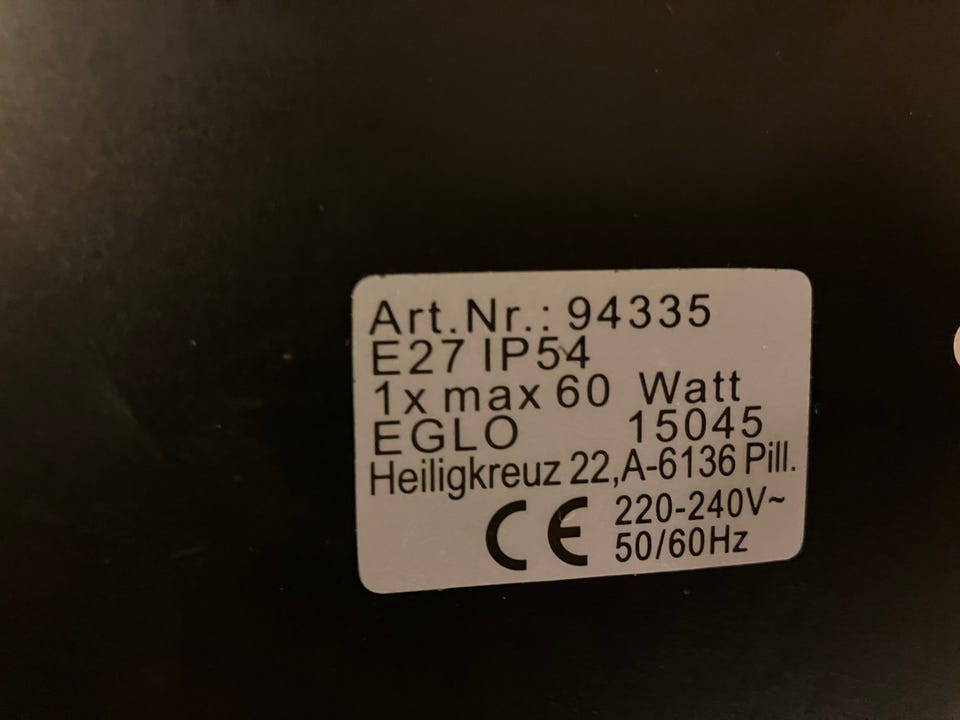 Art.Nr.: 94335
E27 IP54
1x max 60 Watt
EGLO 15045
Heiligkreuz 22,A-6136 Pill.
CE 220-240V~
50/60Hz